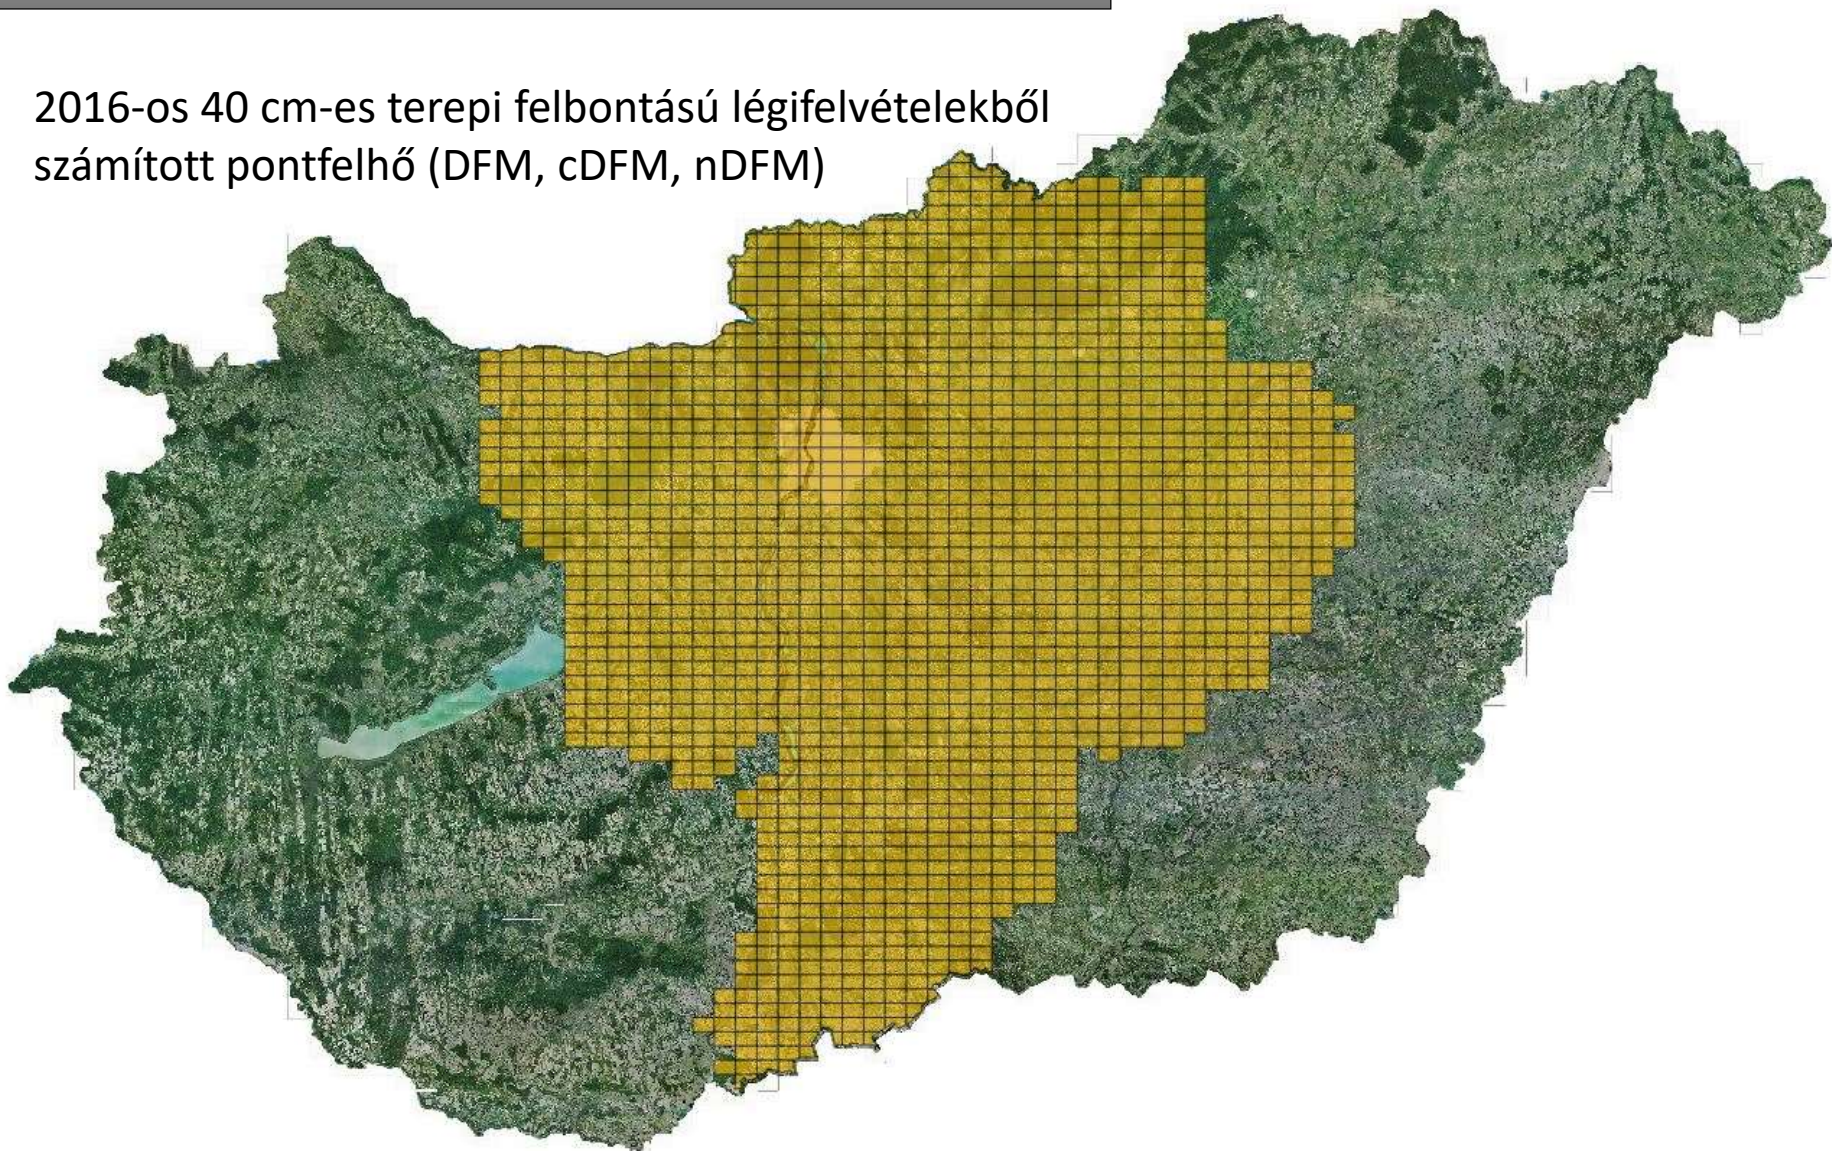 2016-os 40 cm-es terepi felbontású légifelvételekből
számított pontfelhő (DFM, cDFM, nDFM)